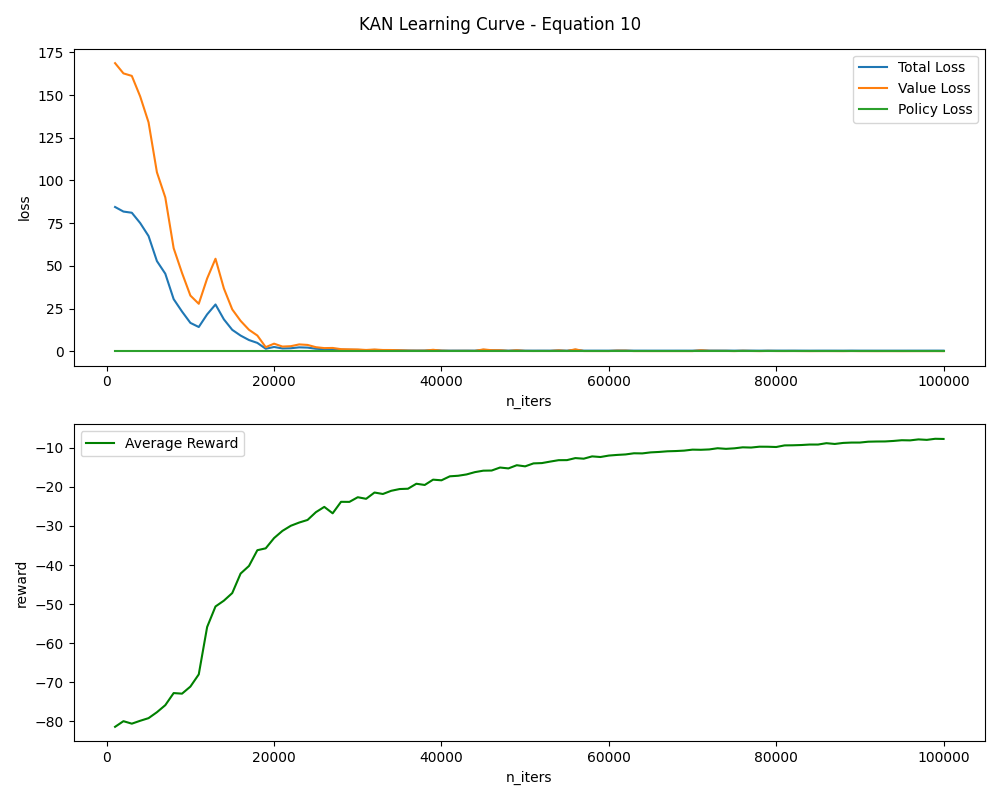 KAN Learning Curve - Equation 10
175
150
125
100
75
50
25
0
loss
Total Loss
Value Loss
Policy Loss
0 20000 40000 60000 80000 100000
n_iters
−10
−20
−30
−40
−50
−60
−70
−80
reward
Average Reward
0 20000 40000 60000 80000 100000
n_iters